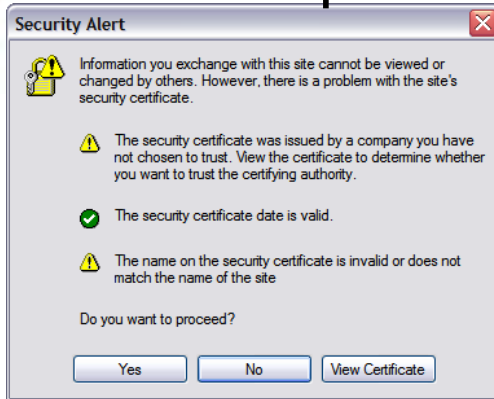 Security Alert
Information you exchange with this site cannot be viewed or
changed by others. However, there is a problem with the site's
security certificate.
The security certificate was issued by a company you have
not chosen to trust. View the certificate to determine whether
you want to trust the certifying authority.
The security certificate date is valid.
The name on the security certificate is invalid or does not
match the name of the site
Do you want to proceed?
Yes No View Certificate